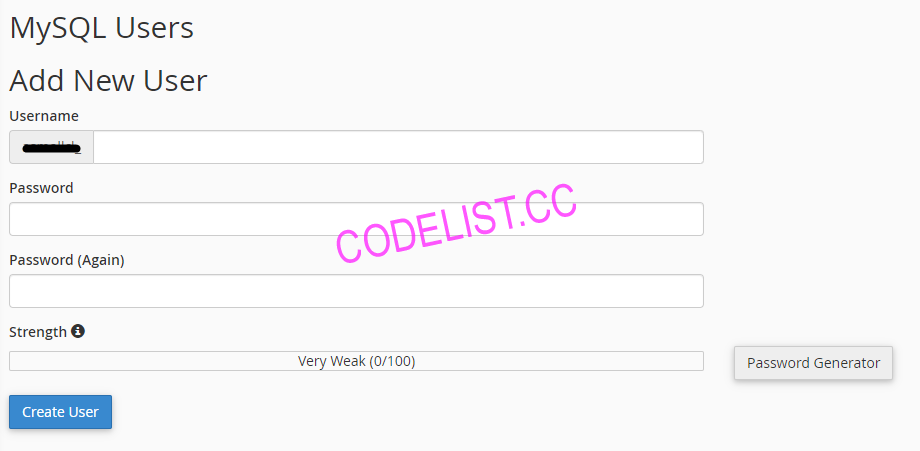 MySQL Users
Add New User
Username
Password
CODELIST.CC
Password (Again)
Strength
Very Weak (0/100)
Password Generator
Create User